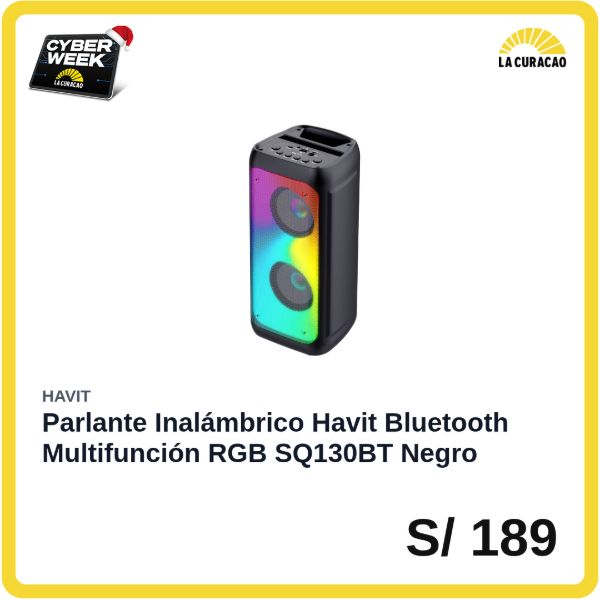 CYBER
WEEK
LA CURACAO
LA CURACAO
HAVIT
Parlante Inalámbrico Havit Bluetooth
Multifunción RGB SQ130BT Negro
S/ 189